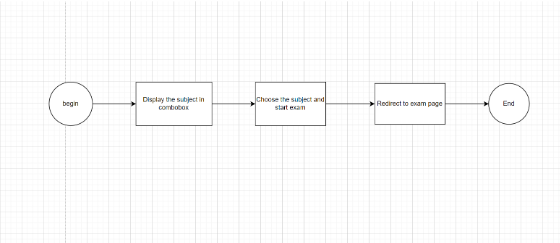 begin
Display the subject in
combobox
Choose the subject and
start exam
Redirect to exam page
End